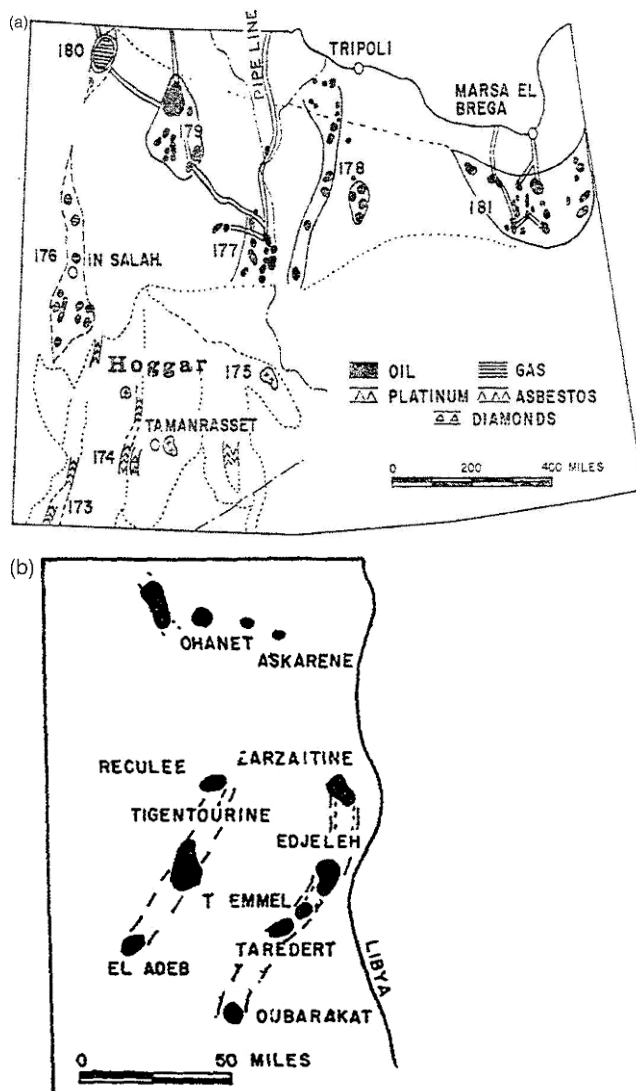 (a)
180
PIPE LINE
TRIPOLI
MARSA EL
BREGA
179
178
181
177
176
IN SALAH
Hoggar
175
TAMANRASSET
174
173
OIL
GAS
PLATINUM
ASBESTOS
DIAMONDS
0 200 400 MILES
(b)
OHANET
ASKARENE
RECULEE
ZARZAITINE
TIGENTOURINE
EDJELEH
T EMMEL
TAREDERT
EL ADEB
OUBARAKAT
LIBYA
0 50 MILES